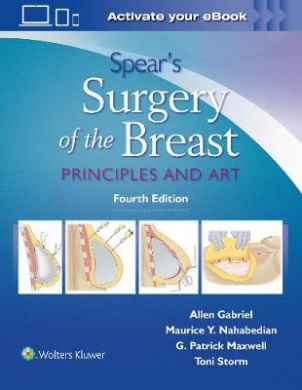 Activate your eBook
Spear's
Surgery
of the Breast
PRINCIPLES AND ART
Fourth Edition
Allen Gabriel
Maurice Y. Nahabedian
G. Patrick Maxwell
Toni Storm
Wolters Kluwer